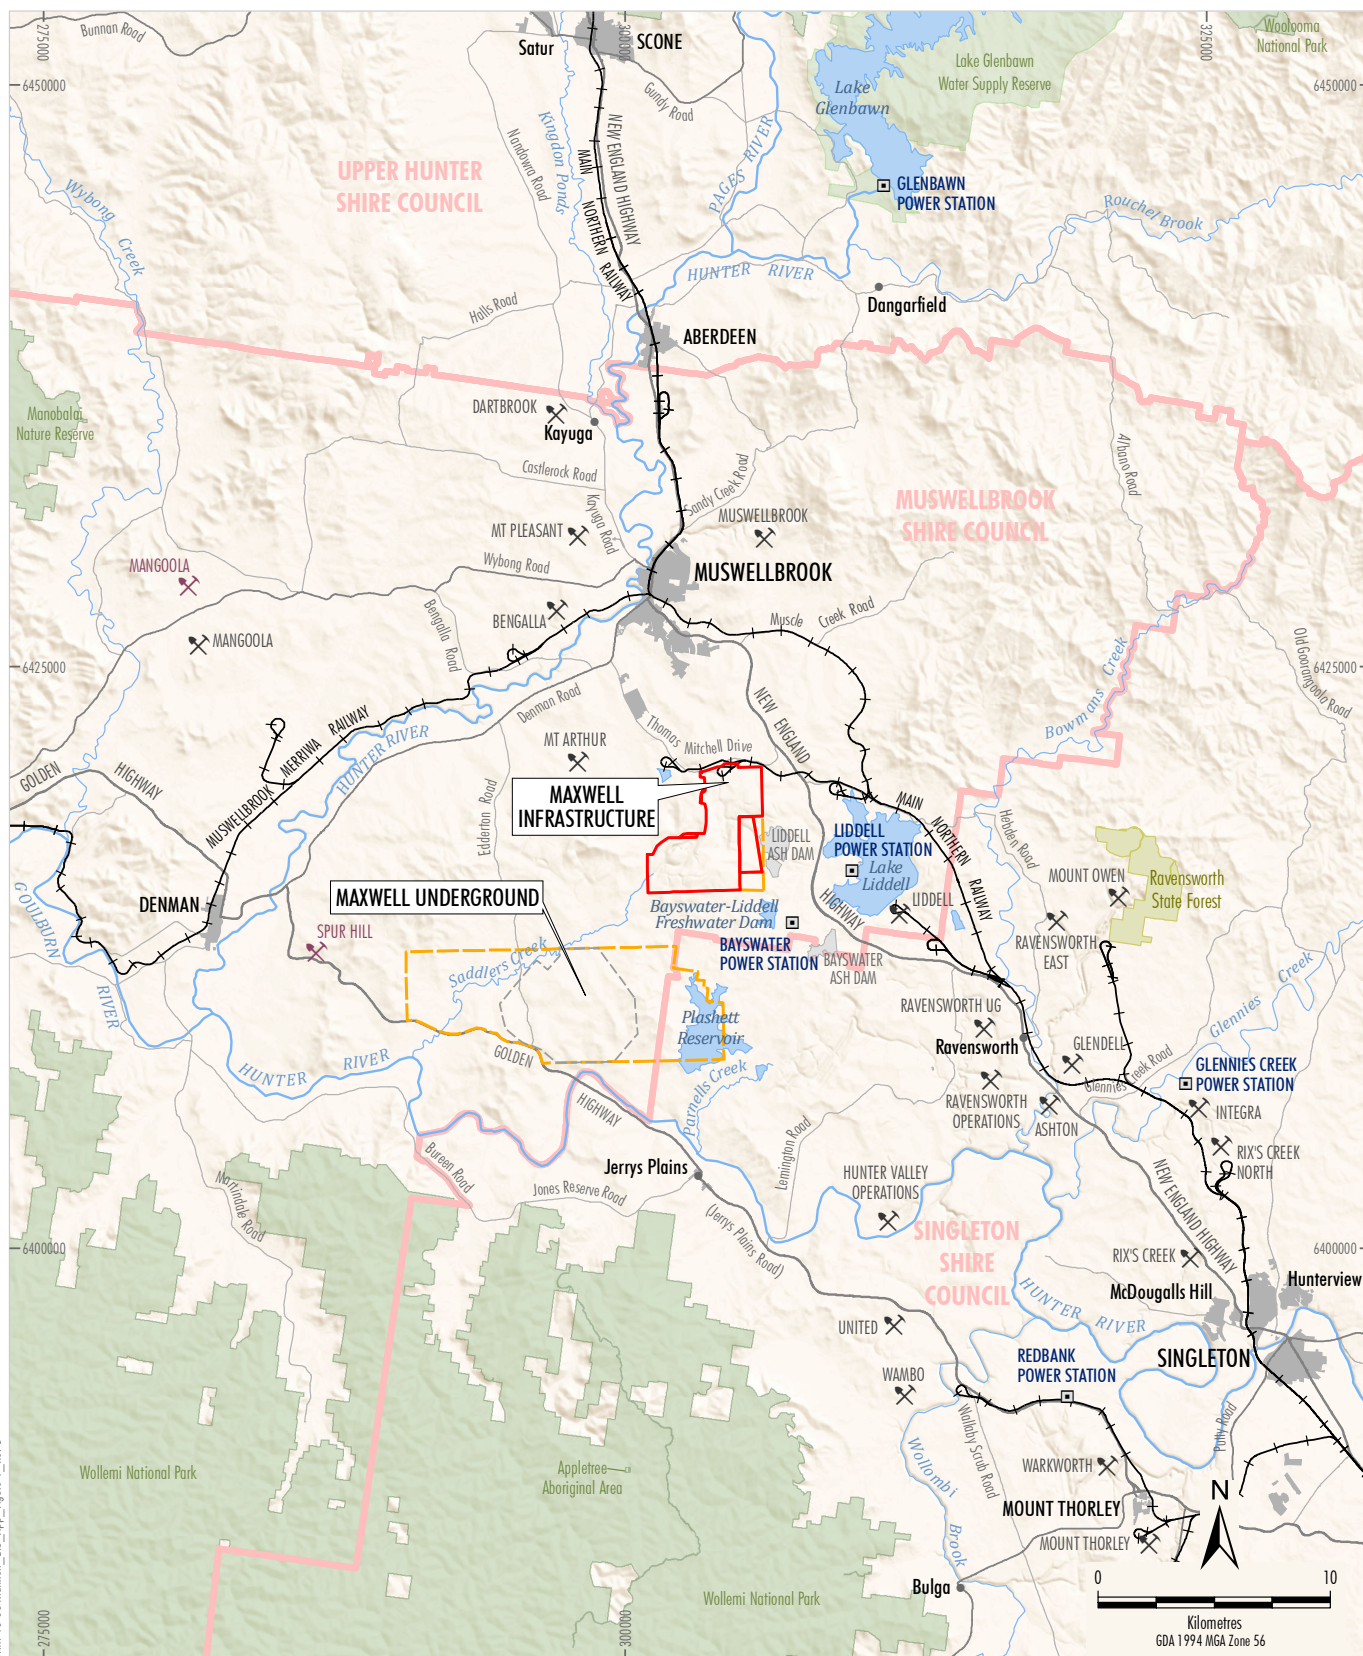 275000
300000
325000
Bunnan Road
Satur
SCONE
Woolooma
National Park
6450000
6450000
Lake Glenbawn
Water Supply Reserve
Lake
Glenbawn
Gundy Road
Kingdon Ponds
Nandowra Road
NEW ENGLAND HIGHWAY
MAIN
NORTHERN
RAILWAY
PAGES RIVER
UPPER HUNTER
SHIRE COUNCIL
Wybong
Creek
GLENBAWN
POWER STATION
Rouchel Brook
HUNTER RIVER
Dangarfield
Halls Road
ABERDEEN
Manobalai
Nature Reserve
DARTBROOK
Kayuga
Castlerock Road
Kayuga Road
Sandy Creek Road
Albano Road
MUSWELLBROOK
SHIRE COUNCIL
MUSWELLBROOK
MT PLEASANT
Wybong Road
MANGOOLA
MUSWELLBROOK
BENGALLA
Bengalla Road
Muscle
Creek Road
MANGOOLA
6425000
6425000
Bowmans Creek
Old Goorangoola Road
Denman Road
NEW ENGLAND
Thomas
Mitchell Drive
MT ARTHUR
GOLDEN
HIGHWAY
MUSWELLBROOK
MERRIWA
RAILWAY
HUNTER RIVER
Edderton Road
MAXWELL
INFRASTRUCTURE
MAIN
NORTHERN
RAILWAY
Hebden Road
LIDDELL
ASH DAM
LIDDELL
POWER STATION
Lake
Liddell
MOUNT OWEN
Ravensworth
State Forest
MAXWELL UNDERGROUND
Bayswater-Liddell
Freshwater Dam
HIGHWAY
LIDDELL
DENMAN
GOULBURN
RIVER
SPUR HILL
BAYSWATER
POWER STATION
BAYSWATER
ASH DAM
RAVENSWORTH
EAST
Saddlers Creek
Glennies Creek
RAVENSWORTH UG
Plashett
Reservoir
Ravensworth
GLENDELL
GOLDEN
HUNTER
RIVER
Glennies Creek Road
GLENNIES CREEK
POWER STATION
Parnells Creek
HIGHWAY
RAVENSWORTH
OPERATIONS
ASHTON
INTEGRA
RIX'S CREEK
NORTH
Bureen Road
Jerrys Plains
Lemington Road
HUNTER VALLEY
OPERATIONS
NEW ENGLAND HIGHWAY
Martindale Road
Jones Reserve Road
(Jerrys Plains Road)
SINGLETON
SHIRE
COUNCIL
6400000
6400000
RIX'S CREEK
McDougalls Hill
Hunterview
HUNTER RIVER
UNITED
REDBANK
POWER STATION
SINGLETON
WAMBO
Wallaby Scrub Road
Putty Road
Wollombi
Brook
Wollemi National Park
Appletree
Aboriginal Area
WARKWORTH
MOUNT THORLEY
MOUNT THORLEY
N
Wollemi National Park
Bulga
0
10
Kilometres
GDA 1994 MGA Zone 56
275000
300000